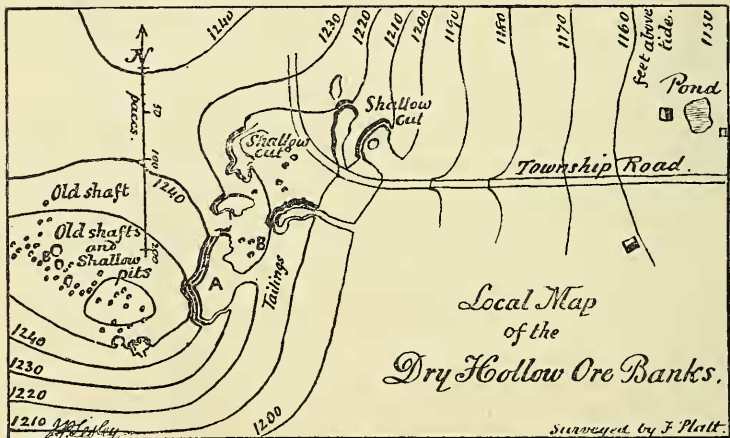 1240
1230
1220
1210
1200
1190
1180
1170
1160
feet above
tide.
1150
N
Pond
50
paces.
Shallow
Cut
Shallow
Cut
100
Township Road.
Old shaft
1240
Old shafts
and
Shallow
pits
200
B
B
A
Tailings
Local Map
of the
Dry Hollow Ore Banks.
1240
1230
1220
1210
1200
Surveyed by F. Platt.